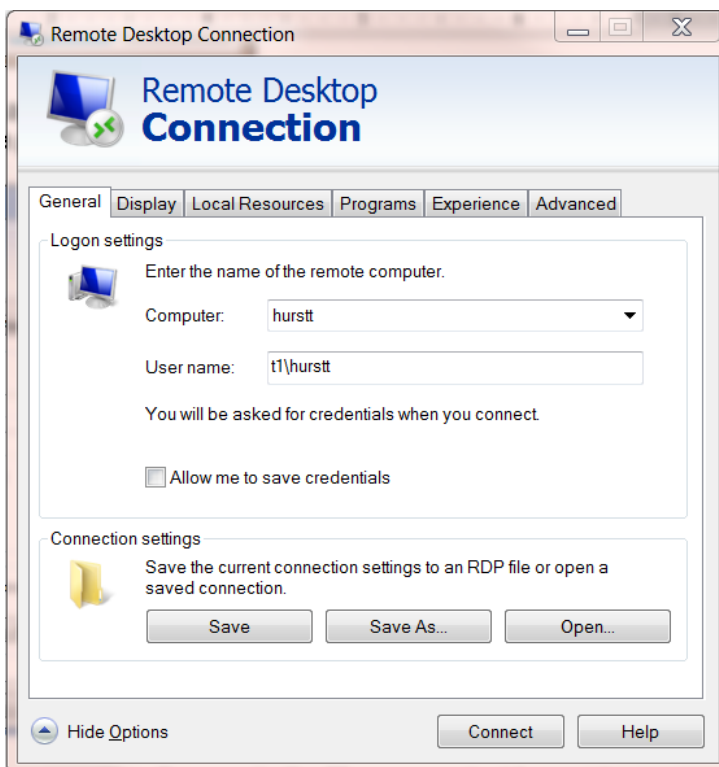 Remote Desktop Connection
Remote Desktop
Connection
General Display Local Resources Programs Experience Advanced
Logon settings
Enter the name of the remote computer.
Computer: hurstt
User name: t1\hurstt
You will be asked for credentials when you connect.
Allow me to save credentials
Connection settings
Save the current connection settings to an RDP file or open a
saved connection.
Save Save As... Open...
Hide Options Connect Help